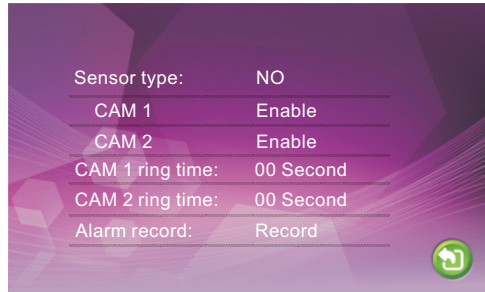 Sensor type: NO
CAM 1 Enable
CAM 2 Enable
CAM 1 ring time: 00 Second
CAM 2 ring time: 00 Second
Alarm record: Record